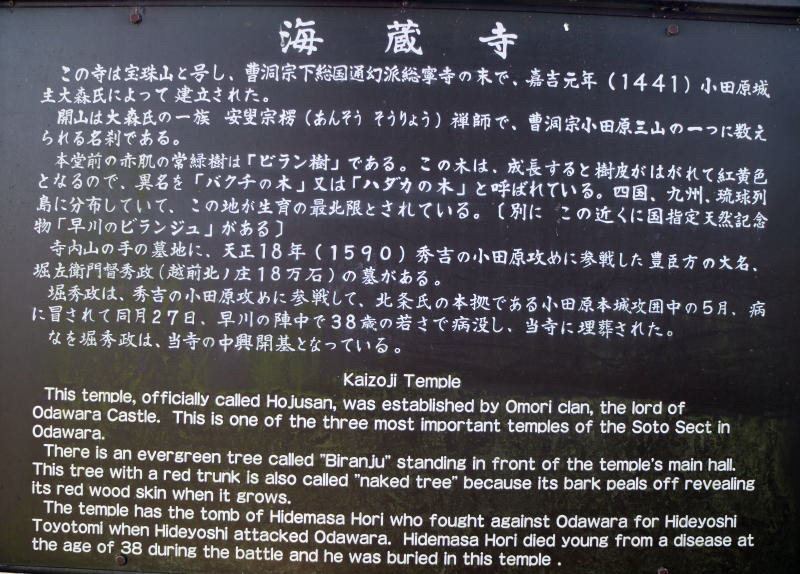 海蔵寺
この寺は宝珠山と号し、曹洞宗下総国通幻派総寧寺の末で、嘉吉元年（1441）小田原城
主大森氏によって建立された。
開山は大森氏の一族 安叟宗楞（あんそう そうりょう）禅師で、曹洞宗小田原三山の一つに数え
られる名刹である。
本堂前の赤肌の常緑樹は「ビラン樹」である。この木は、成長すると樹皮がはがれて紅黄色
となるので、異名を「バクチの木」又は「ハダカの木」と呼ばれている。四国、九州、琉球列
島に分布していて、この地が生育の最北限とされている。〔別に この近くに国指定天然記念
物「早川のビランジュ」がある〕
寺内山の手の墓地に、天正18年（1590）秀吉の小田原攻めに参戦した豊臣方の大名、
堀左衛門督秀政（越前北ノ庄18万石）の墓がある。
堀秀政は、秀吉の小田原攻めに参戦して、北条氏の本拠である小田原本城攻囲中の5月、病
に冒されて同月27日、早川の陣中で38歳の若さで病没し、当寺に埋葬された。
なを堀秀政は、当寺の中興開基となっている。
Kaizoji Temple
This temple, officially called Hojusan, was established by Omori clan, the lord of
Odawara Castle. This is one of the three most important temples of the Soto Sect in
Odawara.
There is an evergreen tree called "Biranju" standing in front of the temple's main hall.
This tree with a red trunk is also called "naked tree" because its bark peals off revealing
its red wood skin when it grows.
The temple has the tomb of Hidemasa Hori who fought against Odawara for Hideyoshi
Toyotomi when Hideyoshi attacked Odawara. Hidemasa Hori died young from a disease at
the age of 38 during the battle and he was buried in this temple .